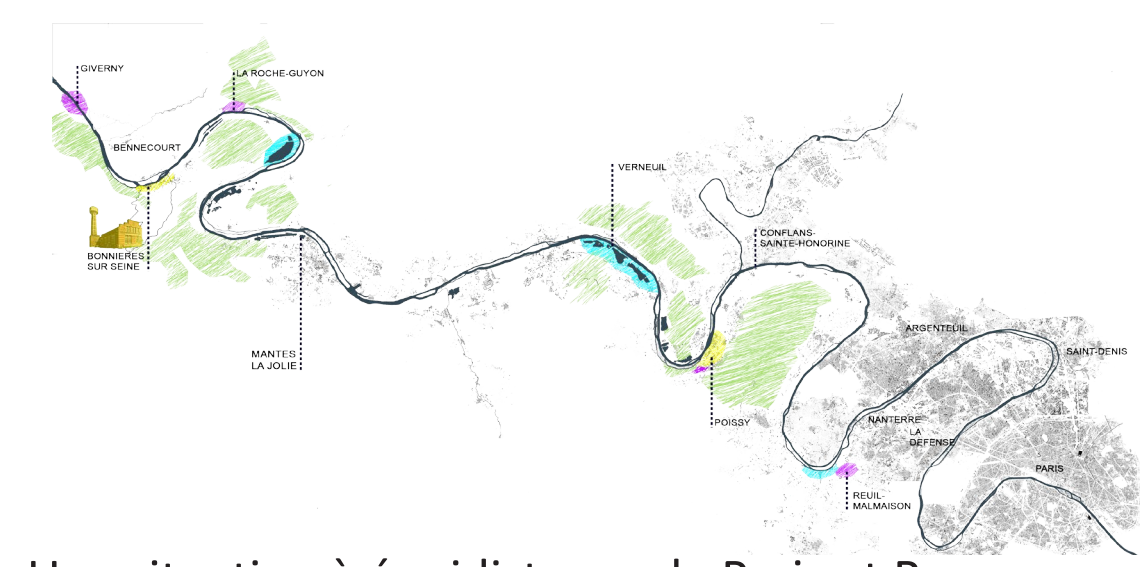 GIVERNY
LA ROCHE-GUYON
BENNECOURT
VERNEUIL
CONFLANS-
SAINTE-HONORINE
BONNIERES
SUR SEINE
MANTES
LA JOLIE
ARGENTEUIL
SAINT-DENIS
POISSY
NANTERRE
LA
DEFENSE
PARIS
REUIL-
MALMAISON